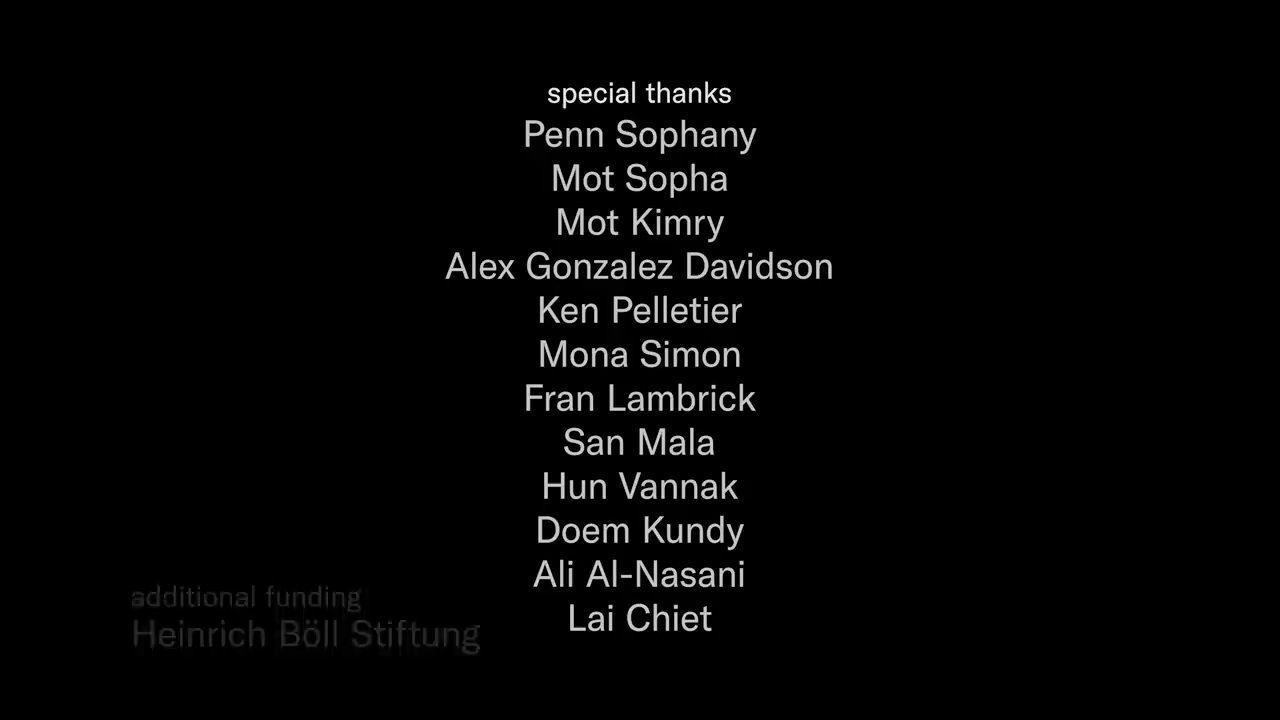 special thanks
Penn Sophany
Mot Sopha
Mot Kimry
Alex Gonzalez Davidson
Ken Pelletier
Mona Simon
Fran Lambrick
San Mala
Hun Vannak
Doem Kundy
Ali Al-Nasani
Lai Chiet
additional funding
Heinrich Böll Stiftung